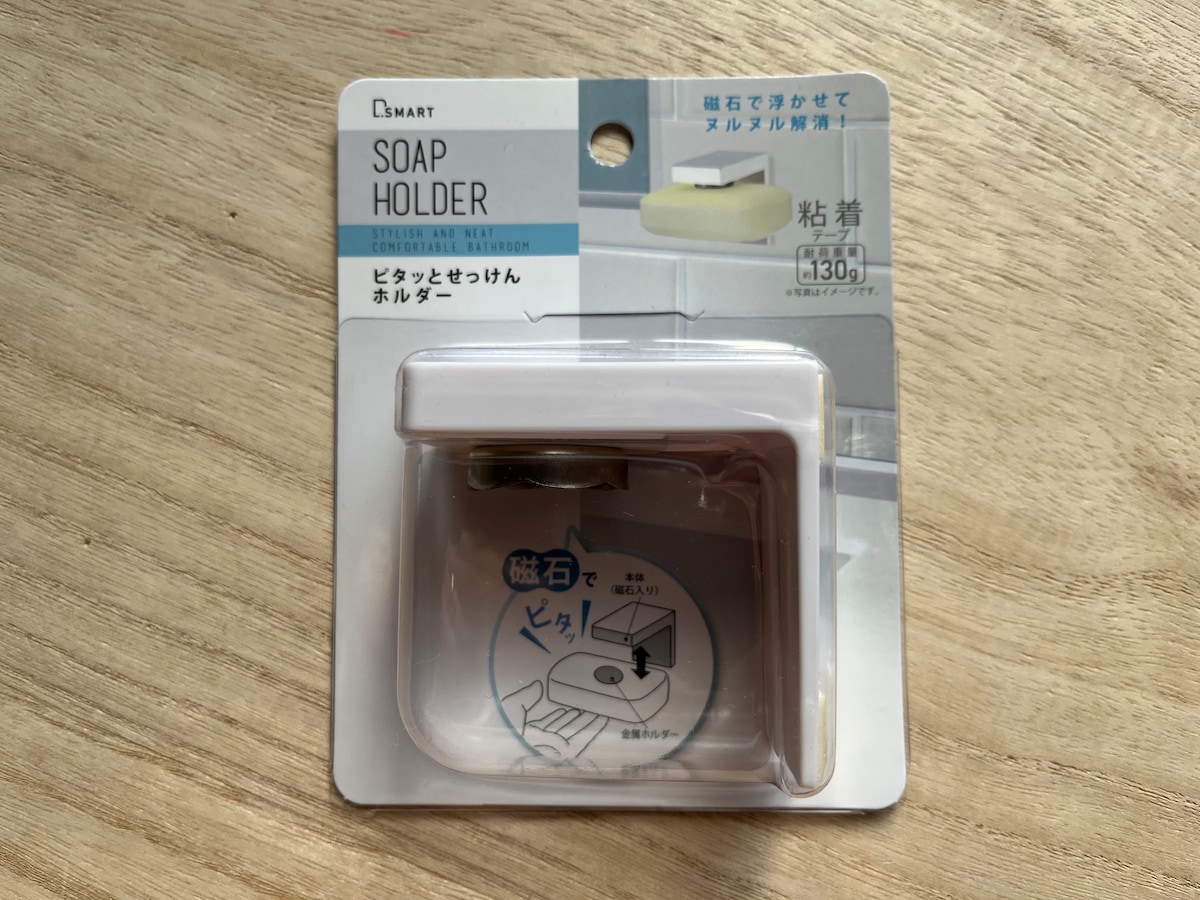 D.SMART
SOAP
HOLDER
STYLISH AND NEAT
COMFORTABLE BATHROOM
ピタッとせっけん
ホルダー
磁石で浮かせて
ヌルヌル解消!
粘着
テープ
耐荷重量
約130g
※写真はイメージです。
磁石で
ピタッ
本体
(磁石入り)
金属ホルダー